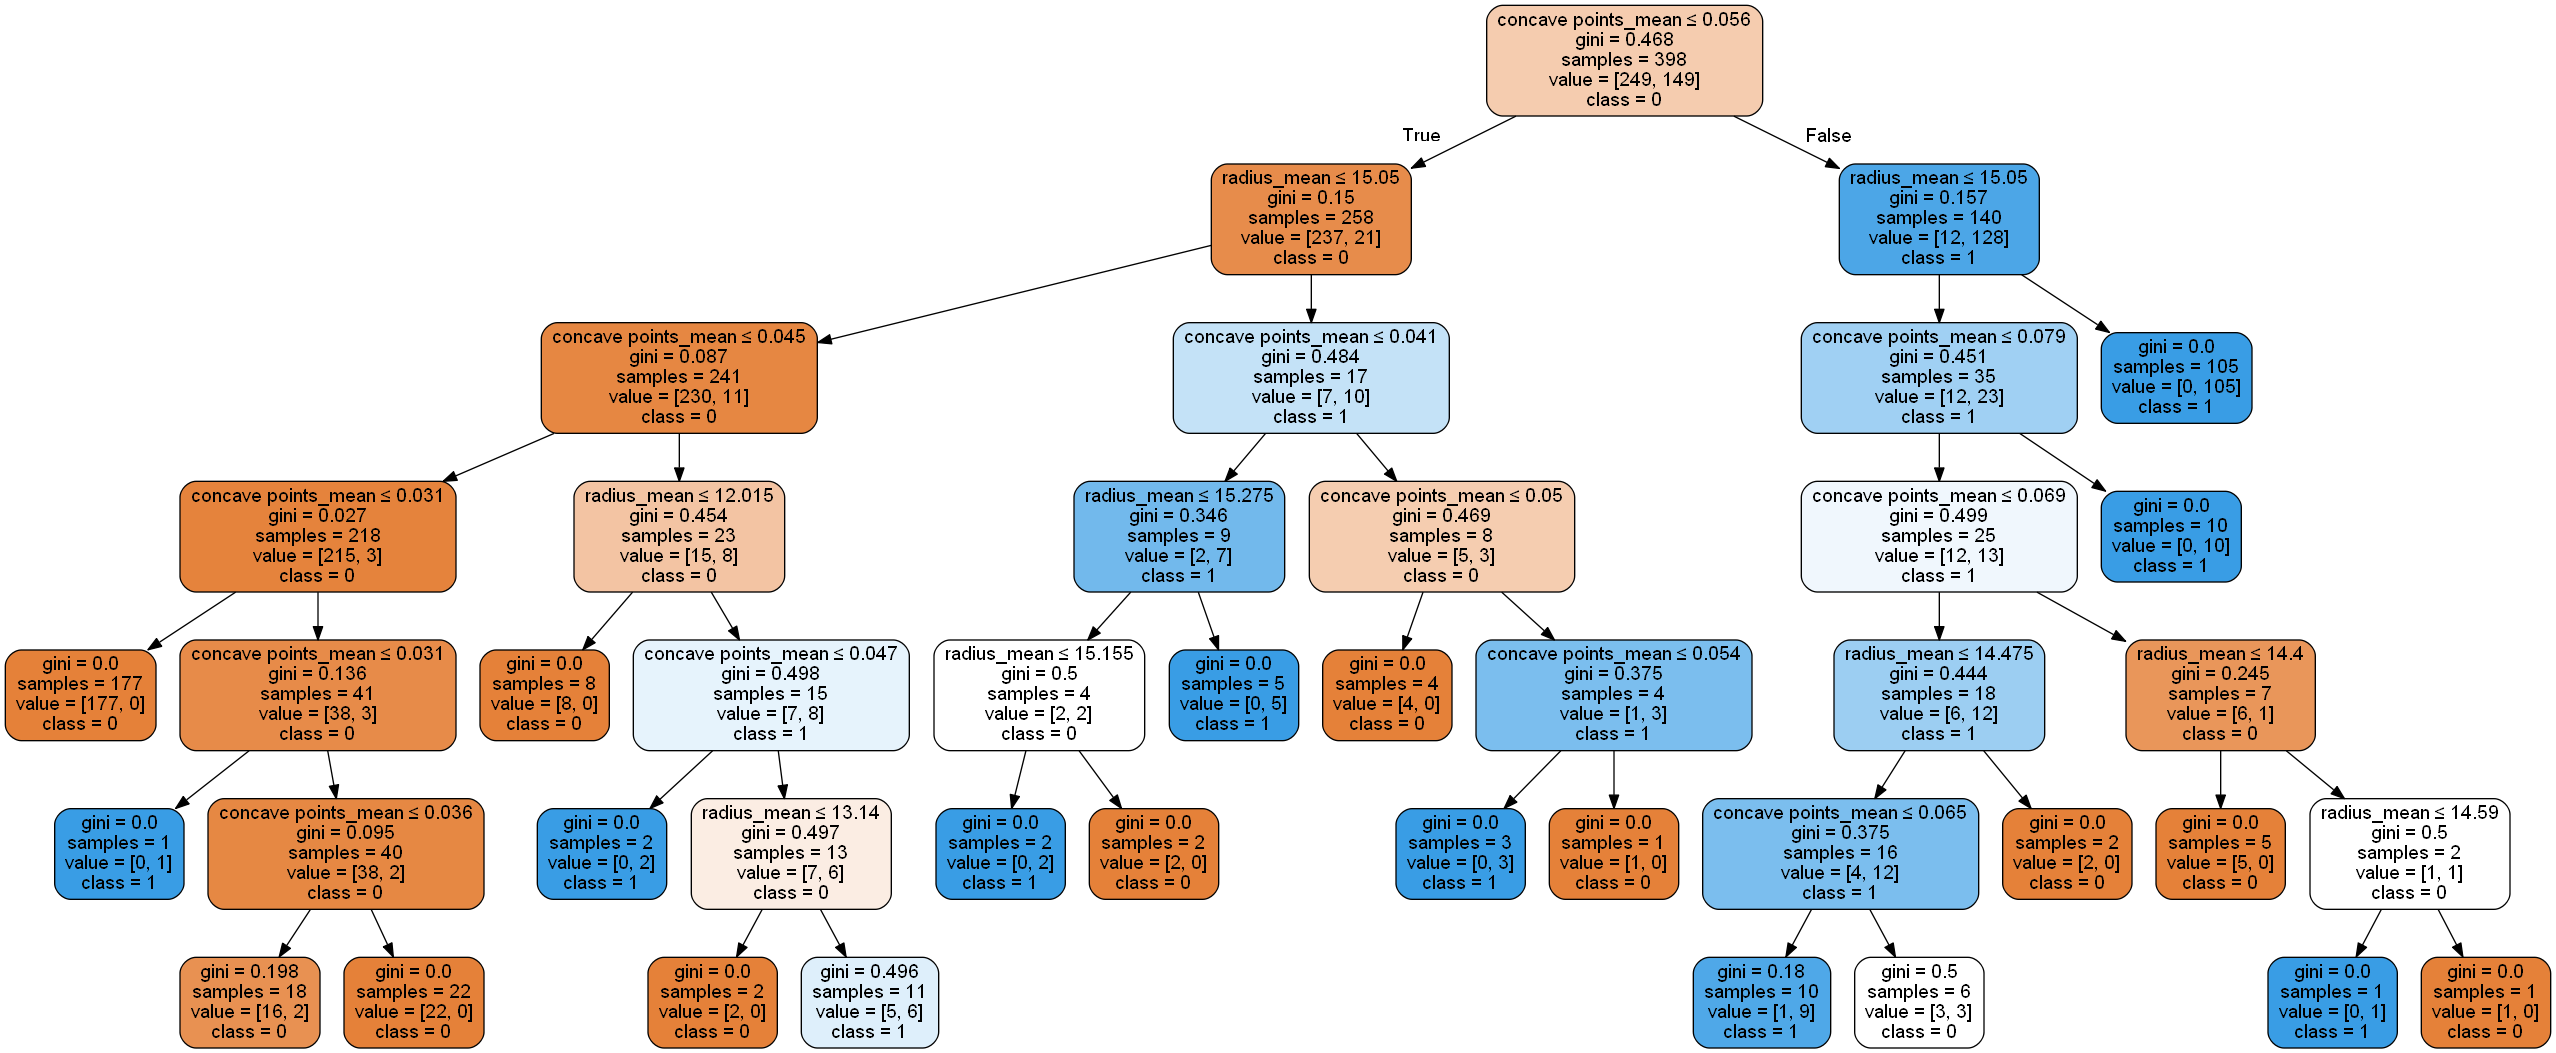 concave points_mean ≤ 0.056
gini = 0.468
samples = 398
value = [249, 149]
class = 0
True
False
radius_mean ≤ 15.05
gini = 0.15
samples = 258
value = [237, 21]
class = 0
radius_mean ≤ 15.05
gini = 0.157
samples = 140
value = [12, 128]
class = 1
concave points_mean ≤ 0.045
gini = 0.087
samples = 241
value = [230, 11]
class = 0
concave points_mean ≤ 0.041
gini = 0.484
samples = 17
value = [7, 10]
class = 1
concave points_mean ≤ 0.079
gini = 0.451
samples = 35
value = [12, 23]
class = 1
gini = 0.0
samples = 105
value = [0, 105]
class = 1
concave points_mean ≤ 0.031
gini = 0.027
samples = 218
value = [215, 3]
class = 0
radius_mean ≤ 12.015
gini = 0.454
samples = 23
value = [15, 8]
class = 0
radius_mean ≤ 15.275
gini = 0.346
samples = 9
value = [2, 7]
class = 1
concave points_mean ≤ 0.05
gini = 0.469
samples = 8
value = [5, 3]
class = 0
concave points_mean ≤ 0.069
gini = 0.499
samples = 25
value = [12, 13]
class = 1
gini = 0.0
samples = 10
value = [0, 10]
class = 1
gini = 0.0
samples = 177
value = [177, 0]
class = 0
concave points_mean ≤ 0.031
gini = 0.136
samples = 41
value = [38, 3]
class = 0
gini = 0.0
samples = 8
value = [8, 0]
class = 0
concave points_mean ≤ 0.047
gini = 0.498
samples = 15
value = [7, 8]
class = 1
radius_mean ≤ 15.155
gini = 0.5
samples = 4
value = [2, 2]
class = 0
gini = 0.0
samples = 5
value = [0, 5]
class = 1
gini = 0.0
samples = 4
value = [4, 0]
class = 0
concave points_mean ≤ 0.054
gini = 0.375
samples = 4
value = [1, 3]
class = 1
radius_mean ≤ 14.475
gini = 0.444
samples = 18
value = [6, 12]
class = 1
radius_mean ≤ 14.4
gini = 0.245
samples = 7
value = [6, 1]
class = 0
gini = 0.0
samples = 1
value = [0, 1]
class = 1
concave points_mean ≤ 0.036
gini = 0.095
samples = 40
value = [38, 2]
class = 0
gini = 0.0
samples = 2
value = [0, 2]
class = 1
radius_mean ≤ 13.14
gini = 0.497
samples = 13
value = [7, 6]
class = 0
gini = 0.0
samples = 2
value = [0, 2]
class = 1
gini = 0.0
samples = 2
value = [2, 0]
class = 0
gini = 0.0
samples = 3
value = [0, 3]
class = 1
gini = 0.0
samples = 1
value = [1, 0]
class = 0
concave points_mean ≤ 0.065
gini = 0.375
samples = 16
value = [4, 12]
class = 1
gini = 0.0
samples = 2
value = [2, 0]
class = 0
gini = 0.0
samples = 5
value = [5, 0]
class = 0
radius_mean ≤ 14.59
gini = 0.5
samples = 2
value = [1, 1]
class = 0
gini = 0.198
samples = 18
value = [16, 2]
class = 0
gini = 0.0
samples = 22
value = [22, 0]
class = 0
gini = 0.0
samples = 2
value = [2, 0]
class = 0
gini = 0.496
samples = 11
value = [5, 6]
class = 1
gini = 0.18
samples = 10
value = [1, 9]
class = 1
gini = 0.5
samples = 6
value = [3, 3]
class = 0
gini = 0.0
samples = 1
value = [0, 1]
class = 1
gini = 0.0
samples = 1
value = [1, 0]
class = 0